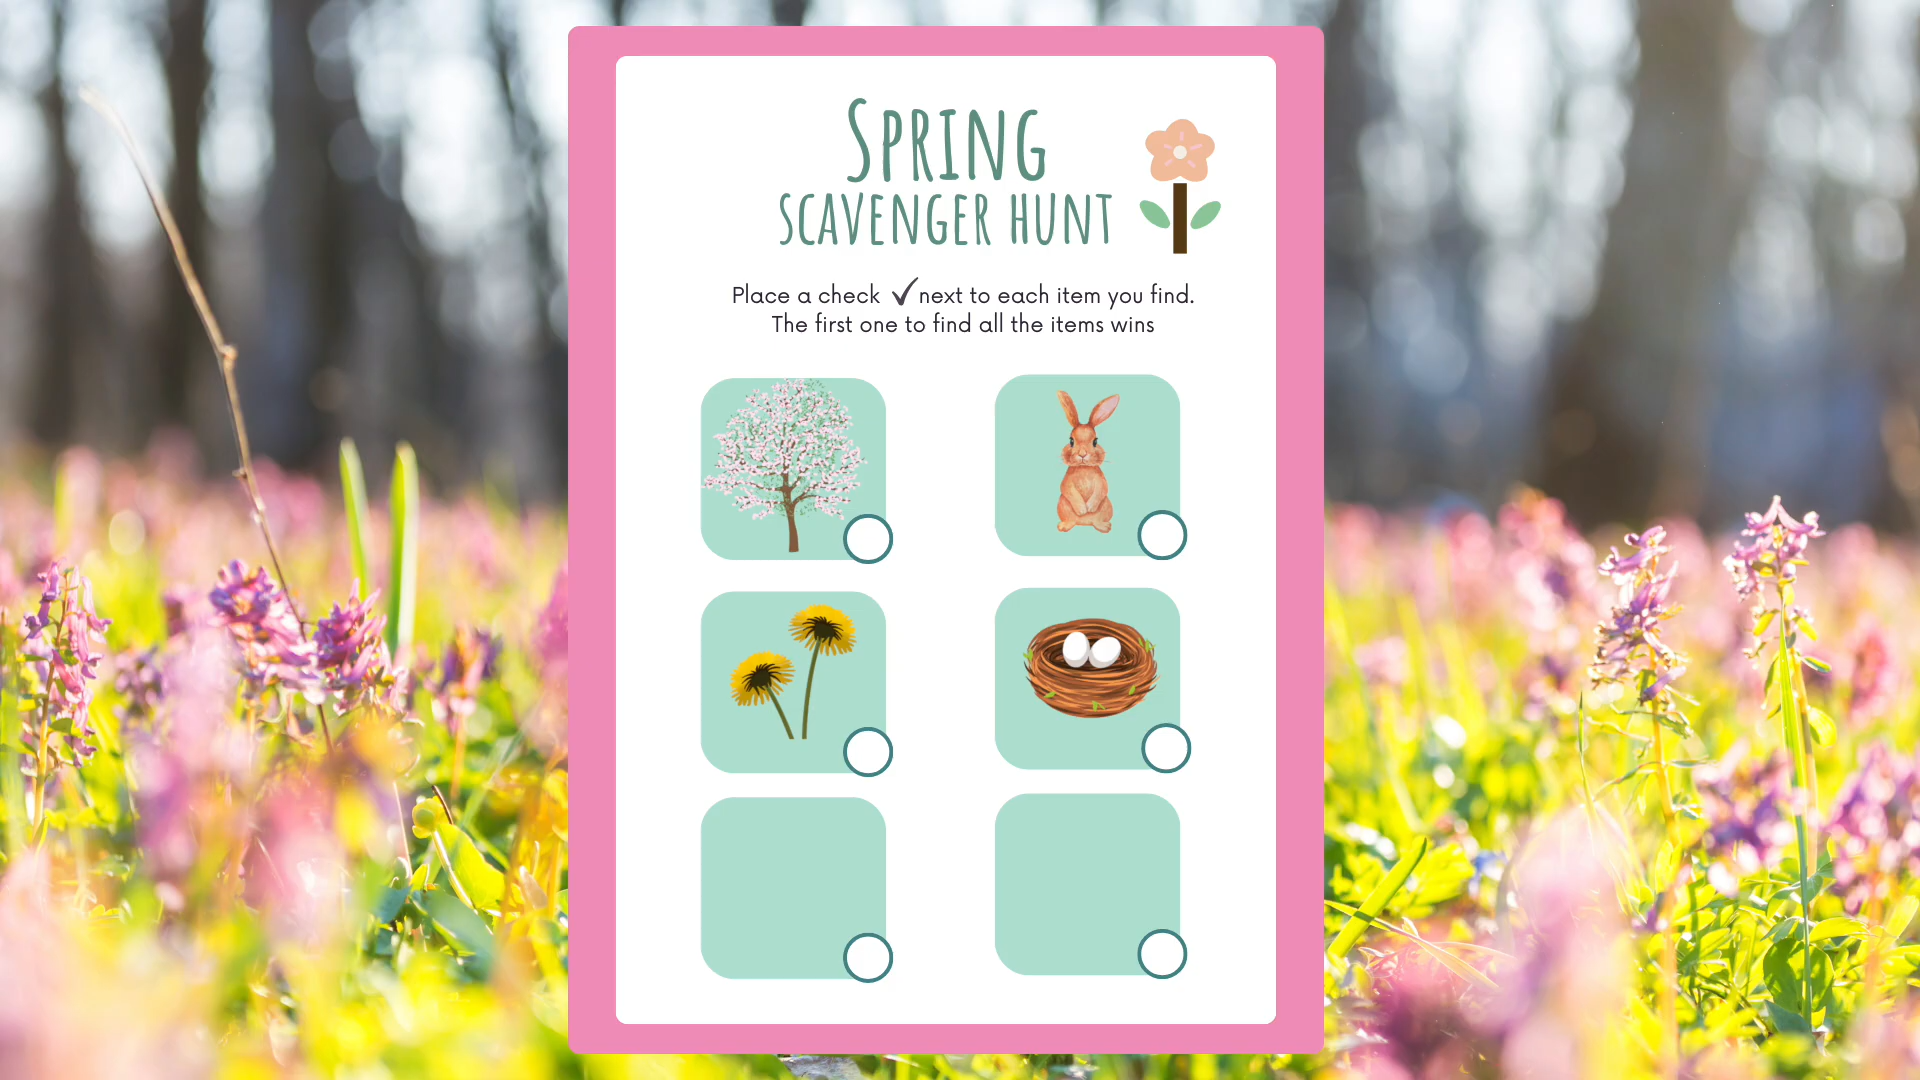 SPRING
SCAVENGER HUNT
Place a check ✓ next to each item you find.
The first one to find all the items wins